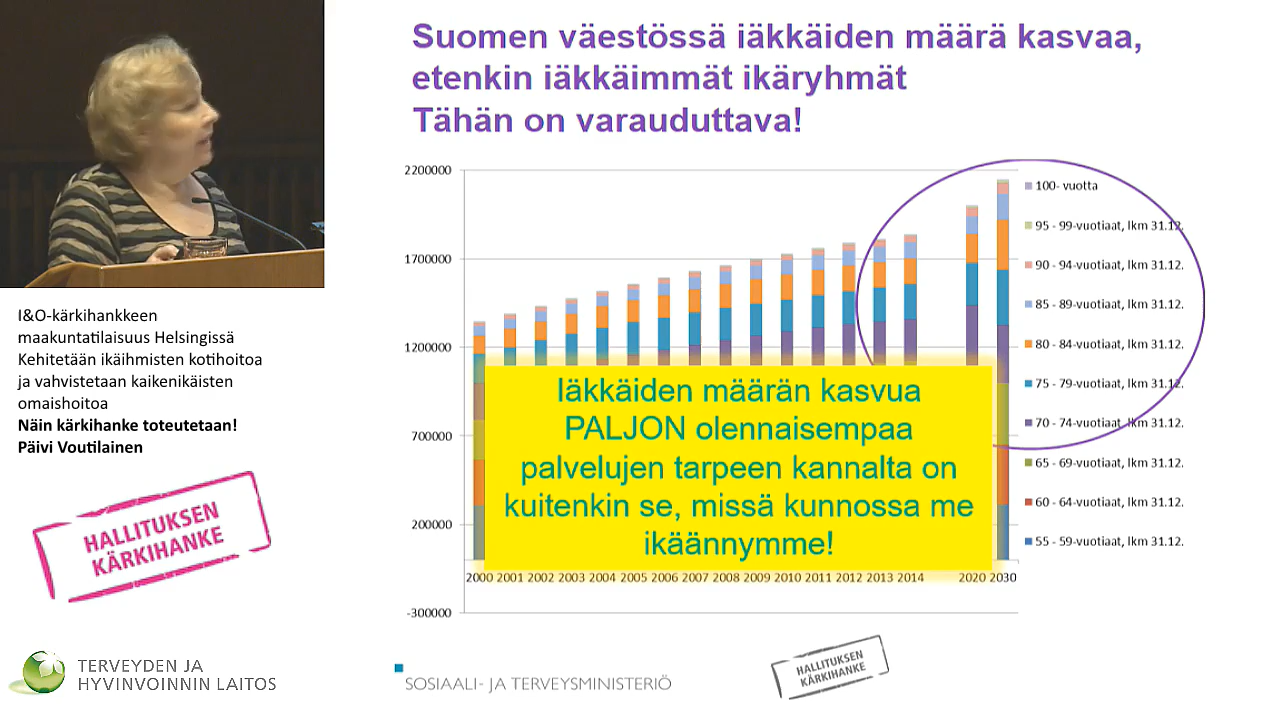 Suomen väestössä iäkkäiden määrä kasvaa,
etenkin iäkkäimmät ikäryhmät
Tähän on varauduttava!
I&O-kärkihankkeen
maakuntatilaisuus Helsingissä
Kehitetään ikäihmisten kotihoitoa
ja vahvistetaan kaikenikäisten
omaishoitoa
Näin kärkihanke toteutetaan!
Päivi Voutilainen
HALLITUKSEN
KÄRKIHANKE
TERVEYDEN JA
HYVINVOINNIN LAITOS
2200000
1700000
1200000
700000
200000
-300000
Iäkkäiden määrän kasvua
PALJON olennaisempaa
palvelujen tarpeen kannalta on
kuitenkin se, missä kunnossa me
ikäännymme!
2000 2001 2002 2003 2004 2005 2006 2007 2008 2009 2010 2011 2012 2013 2014 2020 2030
100- vuotta
95 - 99-vuotiaat, lkm 31.12.
90 - 94-vuotiaat, lkm 31.12.
85 - 89-vuotiaat, lkm 31.12.
80 - 84-vuotiaat, lkm 31.12.
75 - 79-vuotiaat, lkm 31.12.
70 - 74-vuotiaat, lkm 31.12.
65 - 69-vuotiaat, lkm 31.12.
60 - 64-vuotiaat, lkm 31.12.
55 - 59-vuotiaat, lkm 31.12.
SOSIAALI- JA TERVEYSMINISTERIÖ
HALLITUKSEN
KÄRKIHANKE